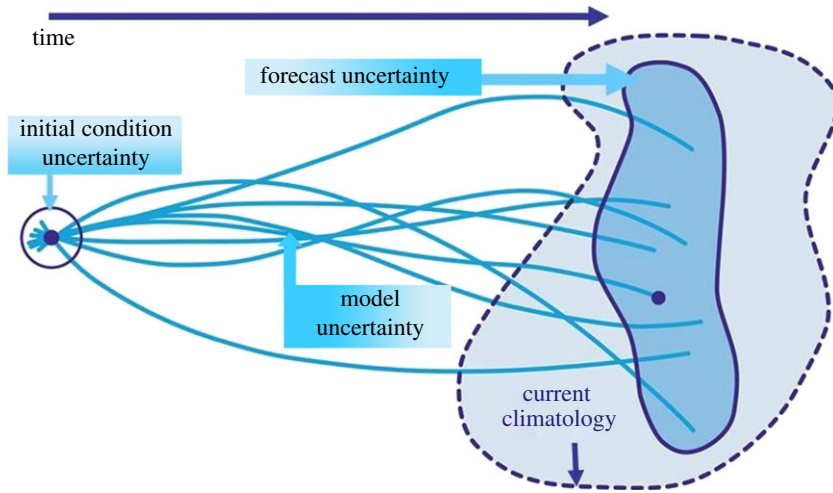 time
forecast uncertainty
initial condition
uncertainty
model
uncertainty
current
climatology